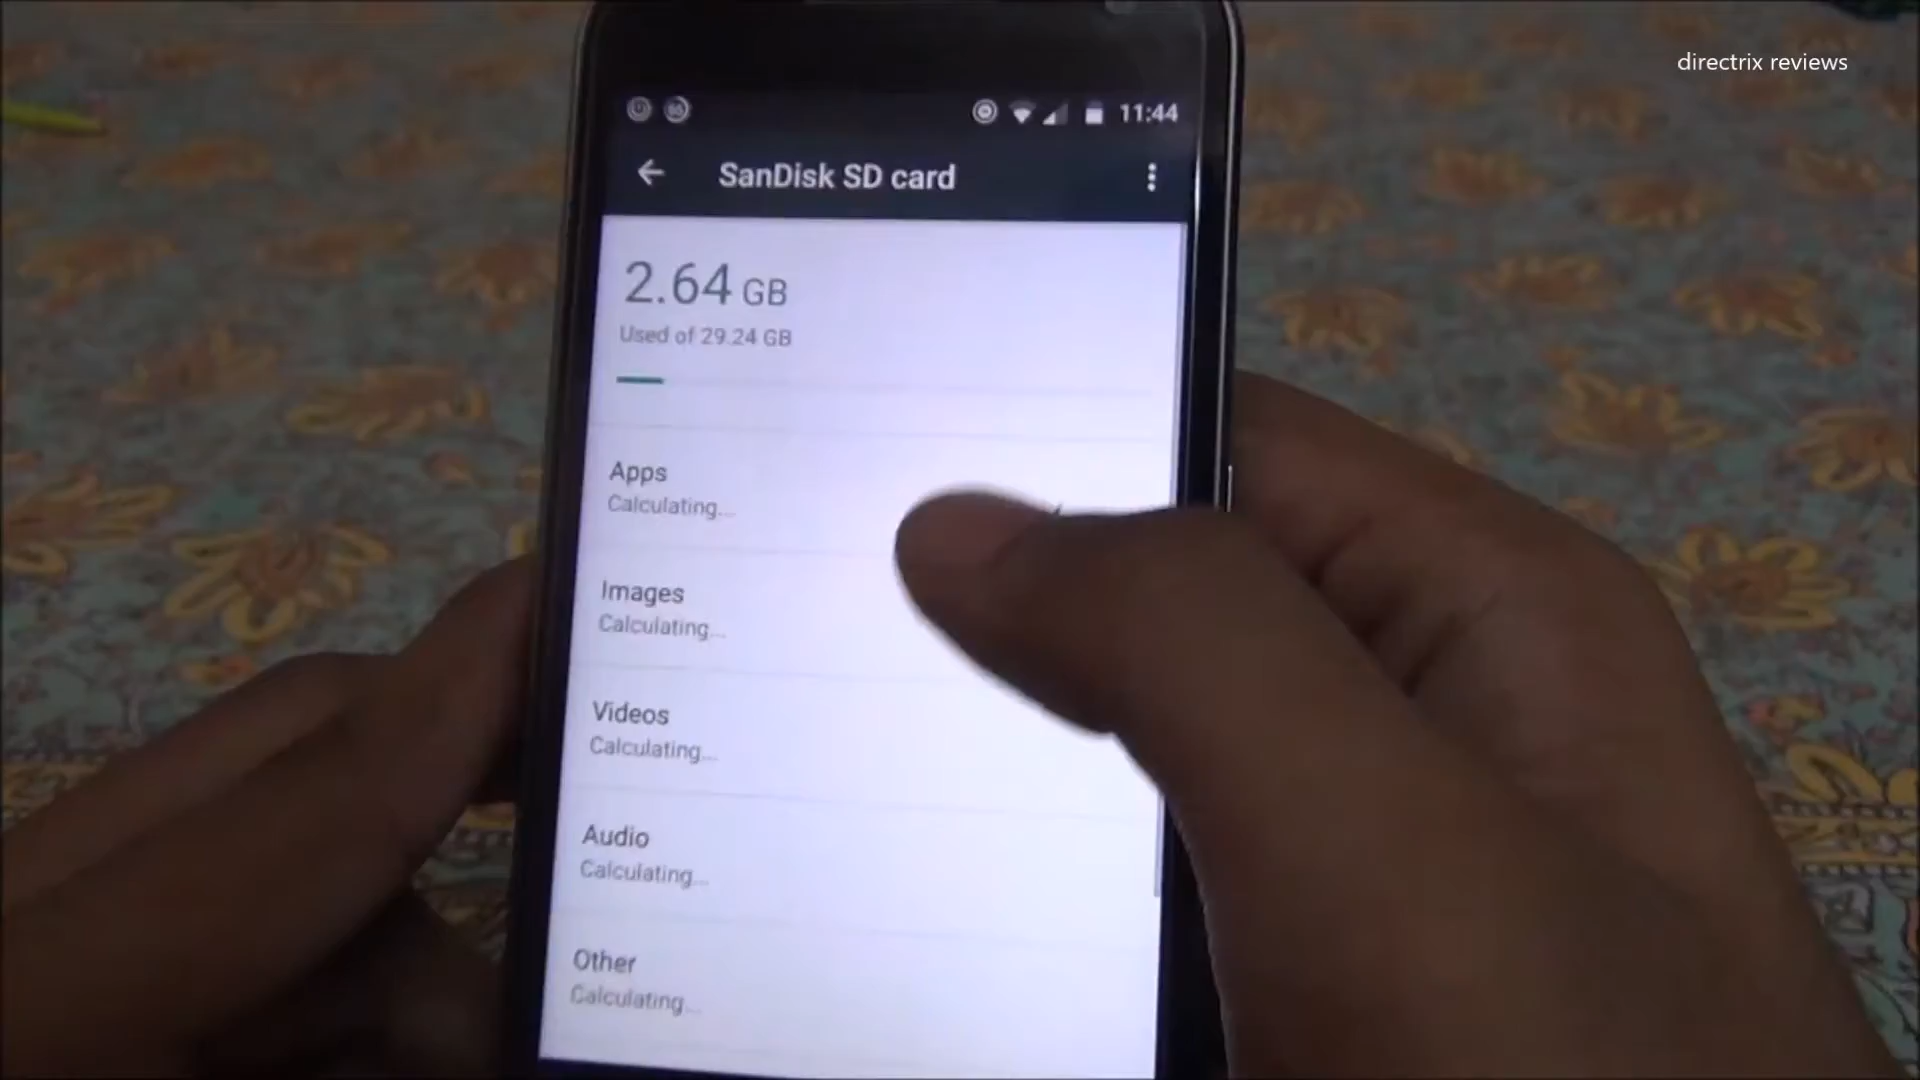 directrix reviews
11:44
SanDisk SD card
2.64 GB
Used of 29.24 GB
Apps
Calculating...
Images
Calculating...
Videos
Calculating...
Audio
Calculating...
Other
Calculating...